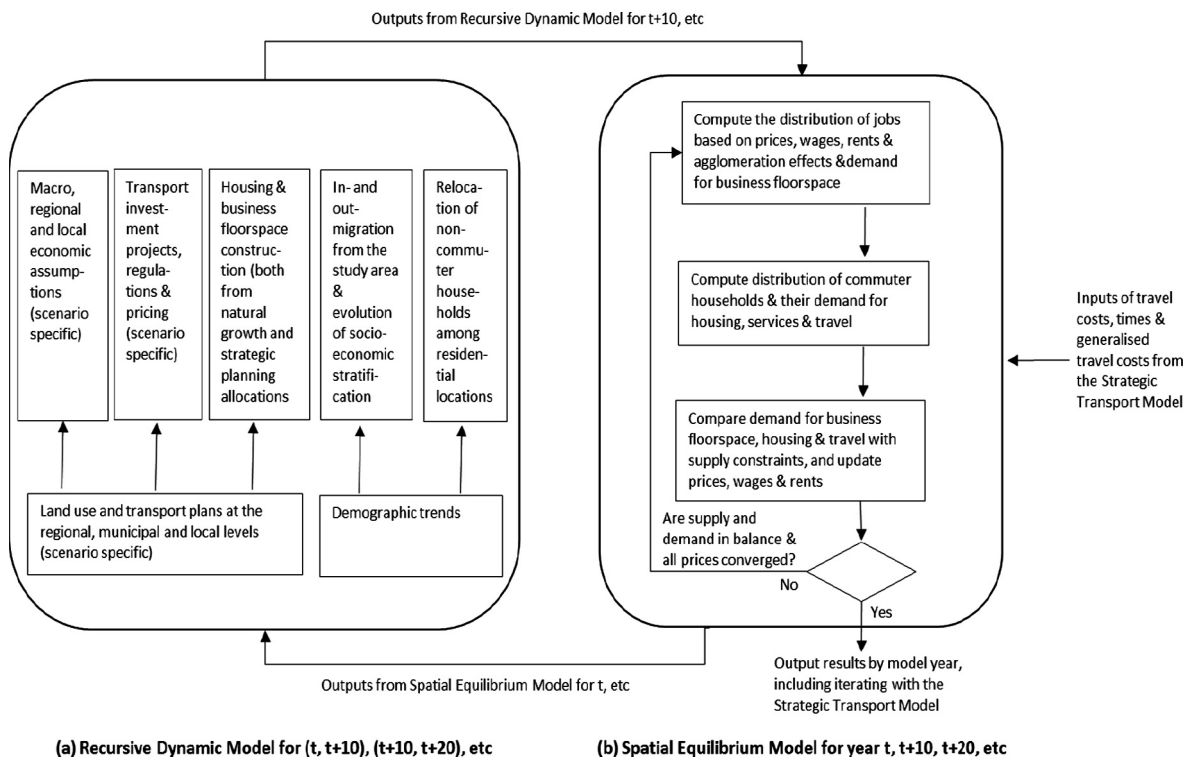 Outputs from Recursive Dynamic Model for t+10, etc
Macro,
regional
and local
economic
assump-
tions
(scenario
specific)
Transport
invest-
ment
projects,
regula-
tions &
pricing
(scenario
specific)
Housing &
business
floorspace
construc-
tion (both
from
natural
growth and
strategic
planning
allocations
In- and
out-
migration
from the
study area
&
evolution
of socio-
economic
stratifi-
cation
Reloca-
tion of
non-
commu-
ter
house-
holds
among
residen-
tial
locations
Land use and transport plans at the
regional, municipal and local levels
(scenario specific)
Demographic trends
Compute the distribution of jobs
based on prices, wages, rents &
agglomeration effects &demand
for business floorspace
Compute distribution of commuter
households & their demand for
housing, services & travel
Compare demand for business
floorspace, housing & travel with
supply constraints, and update
prices, wages & rents
Are supply and
demand in balance &
all prices converged?
No
Yes
Inputs of travel
costs, times &
generalised
travel costs from
the Strategic
Transport Model
Outputs from Spatial Equilibrium Model for t, etc
Output results by model year,
including iterating with the
Strategic Transport Model
(a) Recursive Dynamic Model for (t, t+10), (t+10, t+20), etc
(b) Spatial Equilibrium Model for year t, t+10, t+20, etc